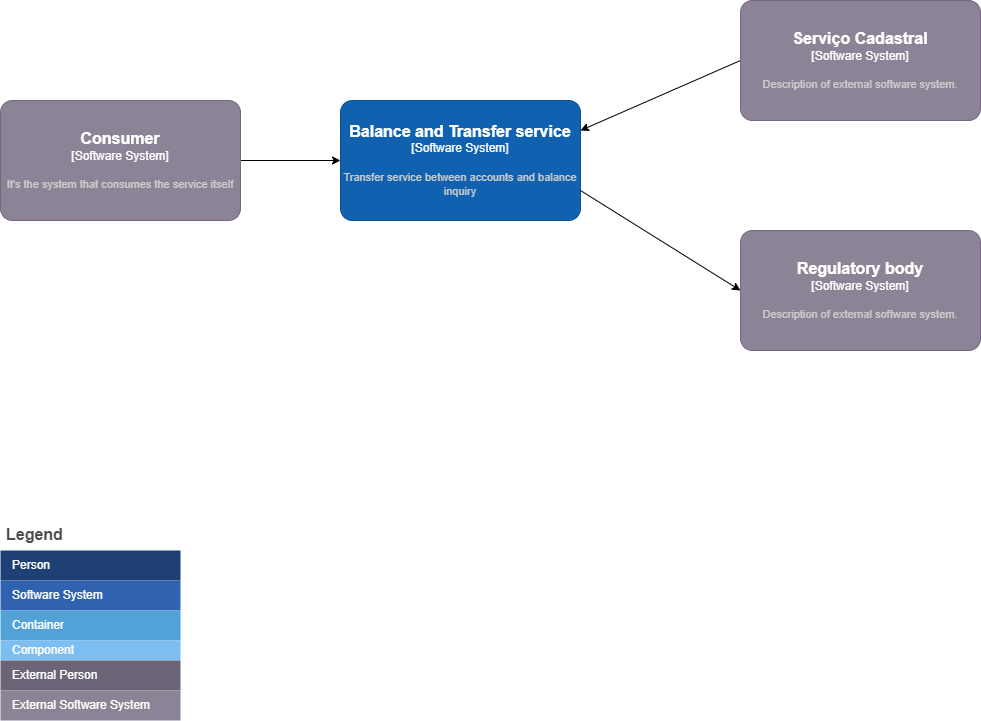 Serviço Cadastral
[Software System]
Description of external software system.
Consumer
[Software System]
It's the system that consumes the service itself
Balance and Transfer service
[Software System]
Transfer service between accounts and balance
inquiry
Regulatory body
[Software System]
Description of external software system.
Legend
Person
Software System
Container
Component
External Person
External Software System